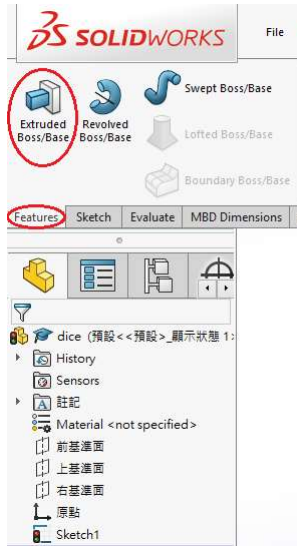 SOLIDWORKS
File
Extruded Boss/Base
Revolved Boss/Base
Swept Boss/Base
Lofted Boss/Base
Boundary Boss/Base
Features Sketch Evaluate MBD Dimensions
dice (預設<<預設>_顯示狀態 1>
History
Sensors
註記
Material <not specified>
前基準面
上基準面
右基準面
原點
Sketch1